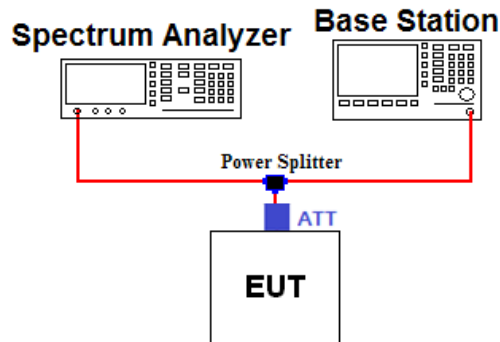 Spectrum Analyzer
Base Station
Power Splitter
ATT
EUT